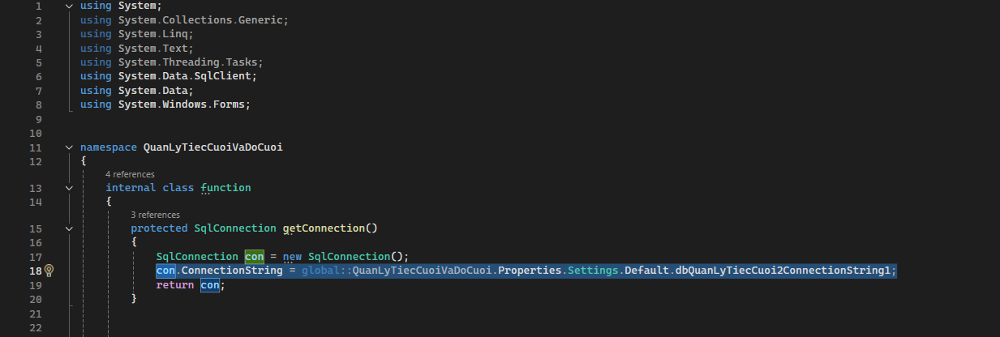 1 using System;
2 using System.Collections.Generic;
3 using System.Linq;
4 using System.Text;
5 using System.Threading.Tasks;
6 using System.Data.SqlClient;
7 using System.Data;
8 using System.Windows.Forms;
9
10
11 namespace QuanLyTiecCuoiVaDoCuoi
12 {
4 references
13 internal class function
14 {
3 references
15 protected SqlConnection getConnection()
16 {
17 SqlConnection con = new SqlConnection();
18 con.ConnectionString = global::QuanLyTiecCuoiVaDoCuoi.Properties.Settings.Default.dbQuanLyTiecCuoi2ConnectionString1;
19 return con;
20 }
21
22